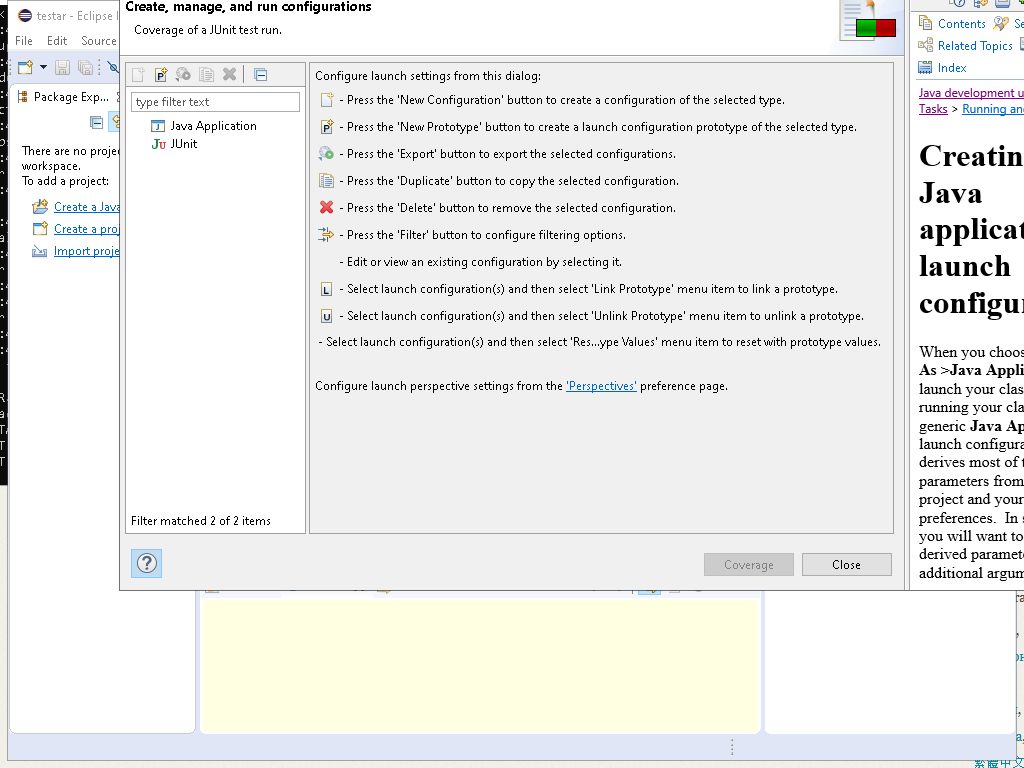 testar - Eclipse I
File Edit Source
Package Exp...
There are no projec
workspace.
To add a project:
Create a Java
Create a proj
Import proje
Create, manage, and run configurations
Coverage of a JUnit test run.
type filter text
Java Application
JUnit
Filter matched 2 of 2 items
Configure launch settings from this dialog:
- Press the 'New Configuration' button to create a configuration of the selected type.
- Press the 'New Prototype' button to create a launch configuration prototype of the selected type.
- Press the 'Export' button to export the selected configurations.
- Press the 'Duplicate' button to copy the selected configuration.
- Press the 'Delete' button to remove the selected configuration.
- Press the 'Filter' button to configure filtering options.
- Edit or view an existing configuration by selecting it.
- Select launch configuration(s) and then select 'Link Prototype' menu item to link a prototype.
- Select launch configuration(s) and then select 'Unlink Prototype' menu item to unlink a prototype.
- Select launch configuration(s) and then select 'Res...ype Values' menu item to reset with prototype values.
Configure launch perspective settings from the 'Perspectives' preference page.
Coverage
Close
Contents Se
Related Topics
Index
Java development u
Tasks > Running and
Creatin
Java
applicat
launch
configur
When you choos
As >Java Appli
launch your clas
running your cla
generic Java Ap
launch configura
derives most of t
parameters from
project and your
preferences. In s
you will want to
derived paramete
additional argum
繁體中文